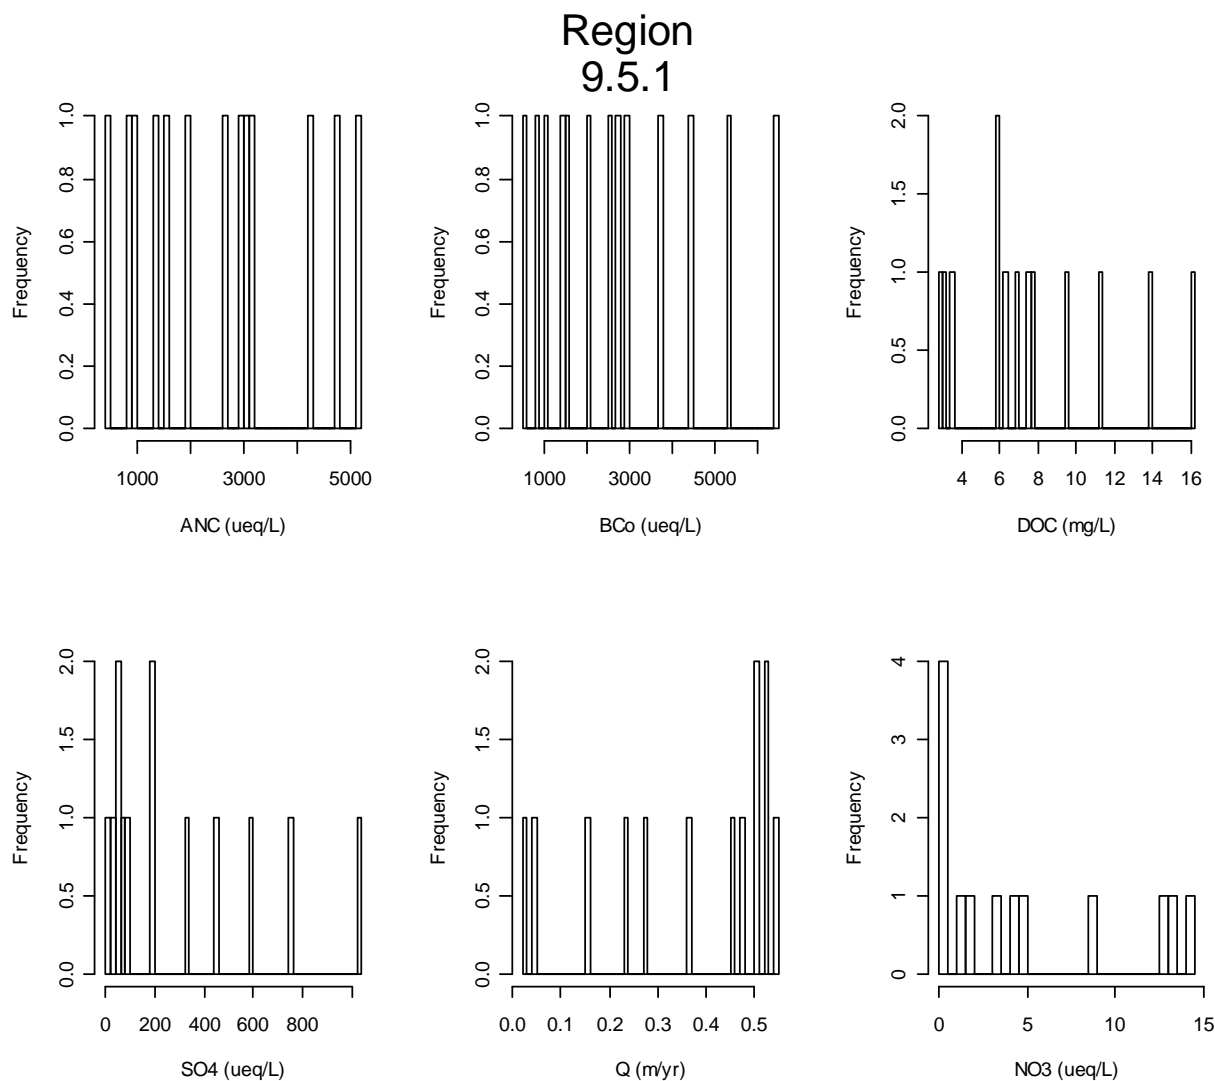 Region
9.5.1
Frequency
0.0 0.2 0.4 0.6 0.8 1.0
1000 3000 5000
ANC (ueq/L)
Frequency
0.0 0.2 0.4 0.6 0.8 1.0
1000 3000 5000
BCo (ueq/L)
Frequency
0.0 0.5 1.0 1.5 2.0
4 6 8 10 12 14 16
DOC (mg/L)
Frequency
0.0 0.5 1.0 1.5 2.0
0 200 400 600 800
SO4 (ueq/L)
Frequency
0.0 0.5 1.0 1.5 2.0
0.0 0.1 0.2 0.3 0.4 0.5
Q (m/yr)
Frequency
0 1 2 3 4
0 5 10 15
NO3 (ueq/L)